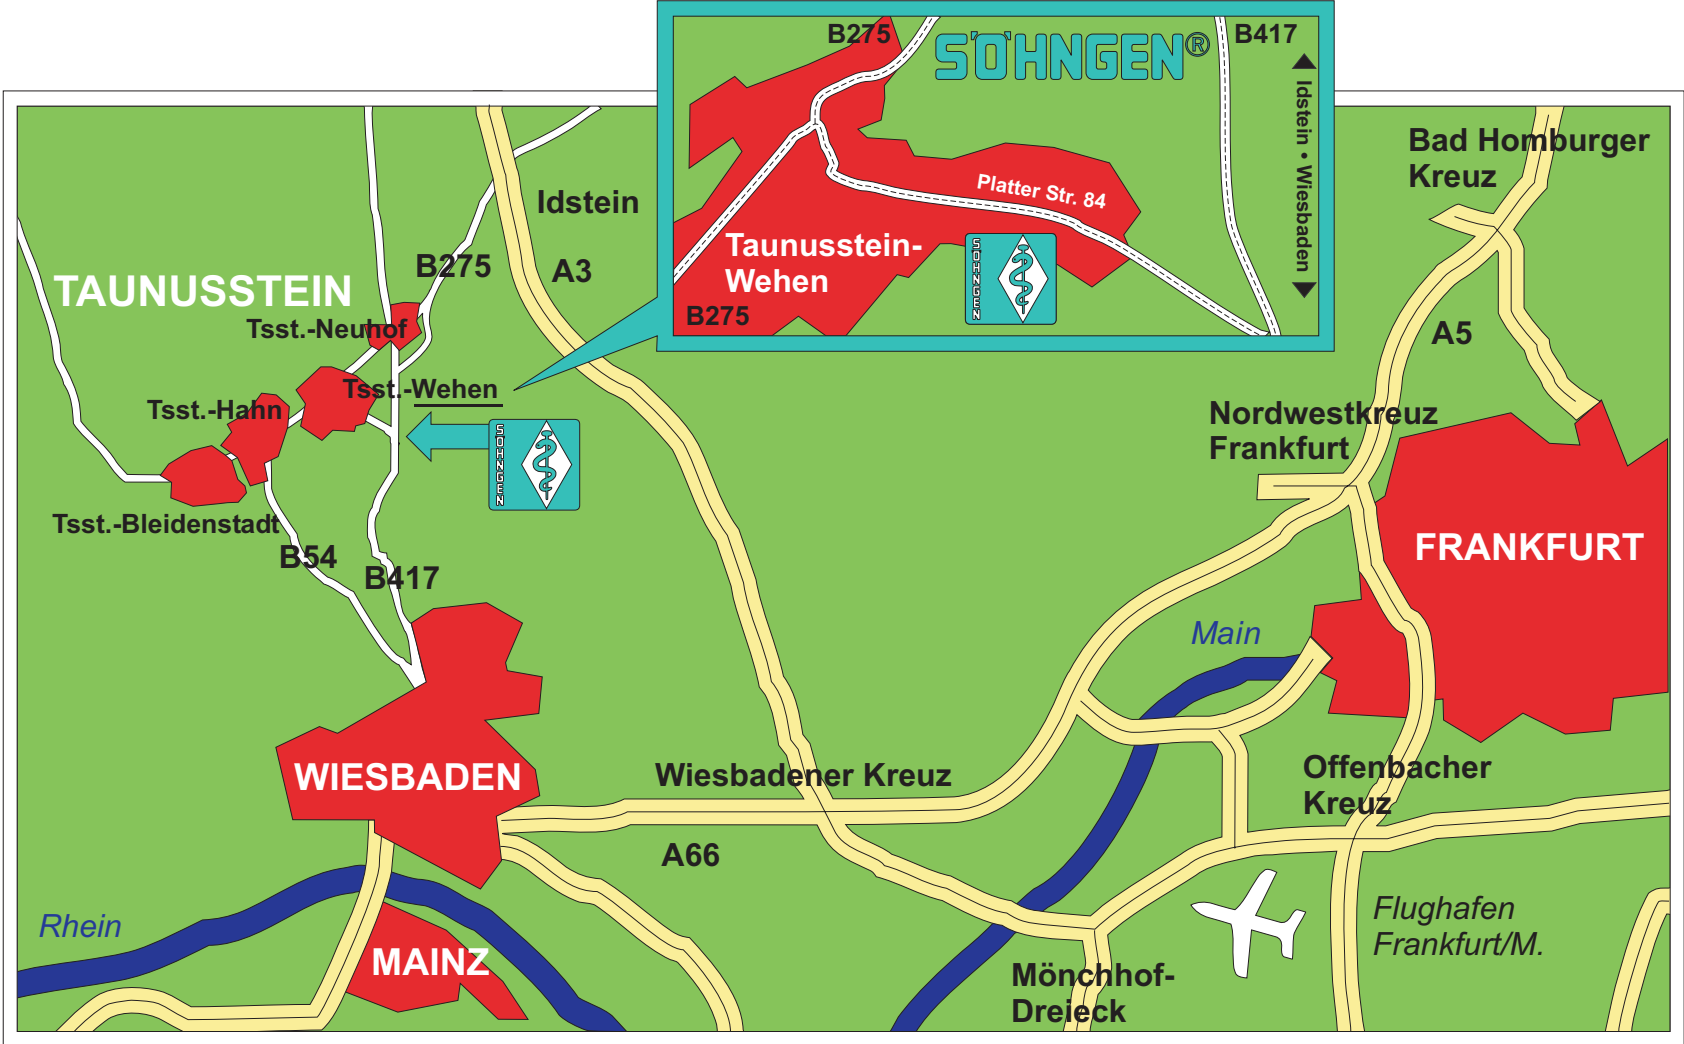 B275
SÖHNGEN®
B417
Idstein • Wiesbaden
Platter Str. 84
Taunusstein-
Wehen
B275
SÖHNGEN
Bad Homburger
Kreuz
Idstein
A3
B275
TAUNUSSTEIN
Tsst.-Neuhof
A5
Tsst.-Wehen
Tsst.-Hahn
Nordwestkreuz
Frankfurt
SÖHNGEN
Tsst.-Bleidenstadt
B54
B417
FRANKFURT
Main
WIESBADEN
Wiesbadener Kreuz
Offenbacher
Kreuz
A66
Rhein
Flughafen
Frankfurt/M.
MAINZ
Mönchhof-
Dreieck